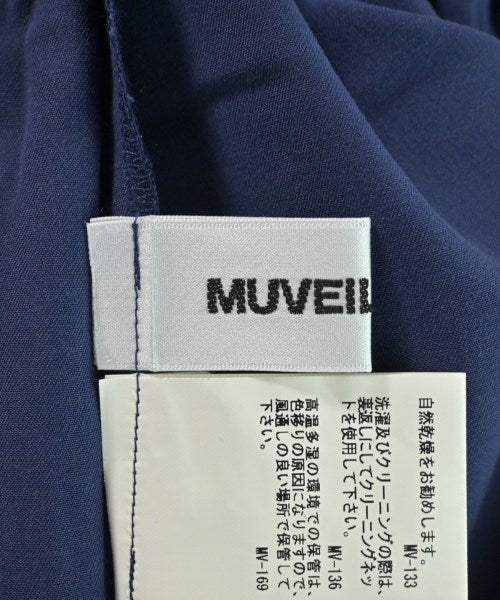 MUVEIL
自然乾燥をお勧めします。
MV-133
洗濯及びクリーニングの際は、
裏返しにしてクリーニングネッ
トを使用して下さい。
MV-136
高温多湿の環境での保管は、
色移りの原因になりますので、
風通しの良い場所で保管して
下さい。
MV-169